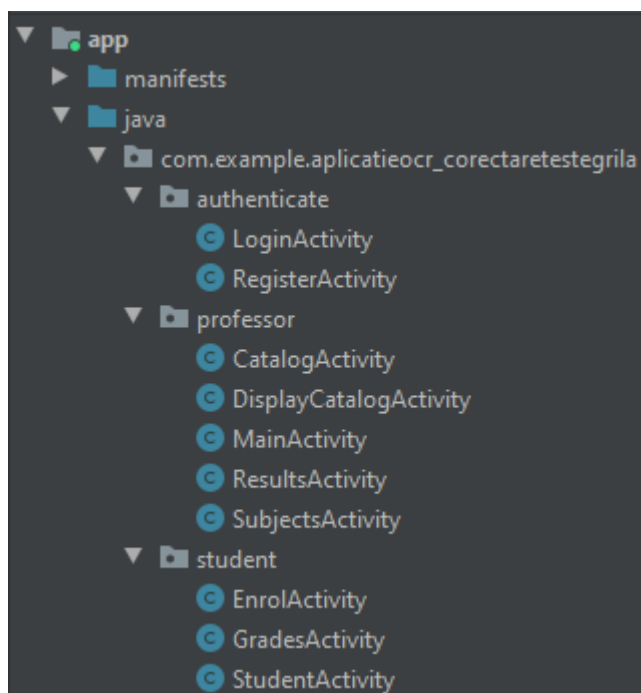 app
manifests
java
com.example.aplicatieocr_corectaretestegrila
authenticate
LoginActivity
RegisterActivity
professor
CatalogActivity
DisplayCatalogActivity
MainActivity
ResultsActivity
SubjectsActivity
student
EnrolActivity
GradesActivity
StudentActivity